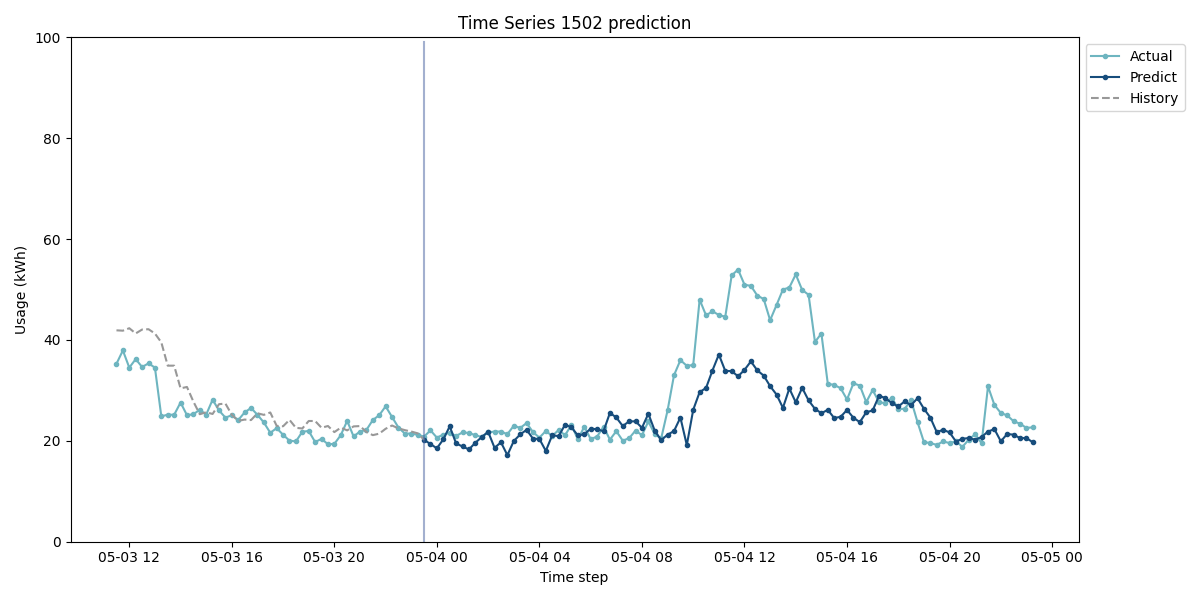 Time Series 1502 prediction
100
80
60
40
20
0
Usage (kWh)
05-03 12
05-03 16
05-03 20
05-04 00
05-04 04
05-04 08
05-04 12
05-04 16
05-04 20
05-05 00
Time step
Actual
Predict
History